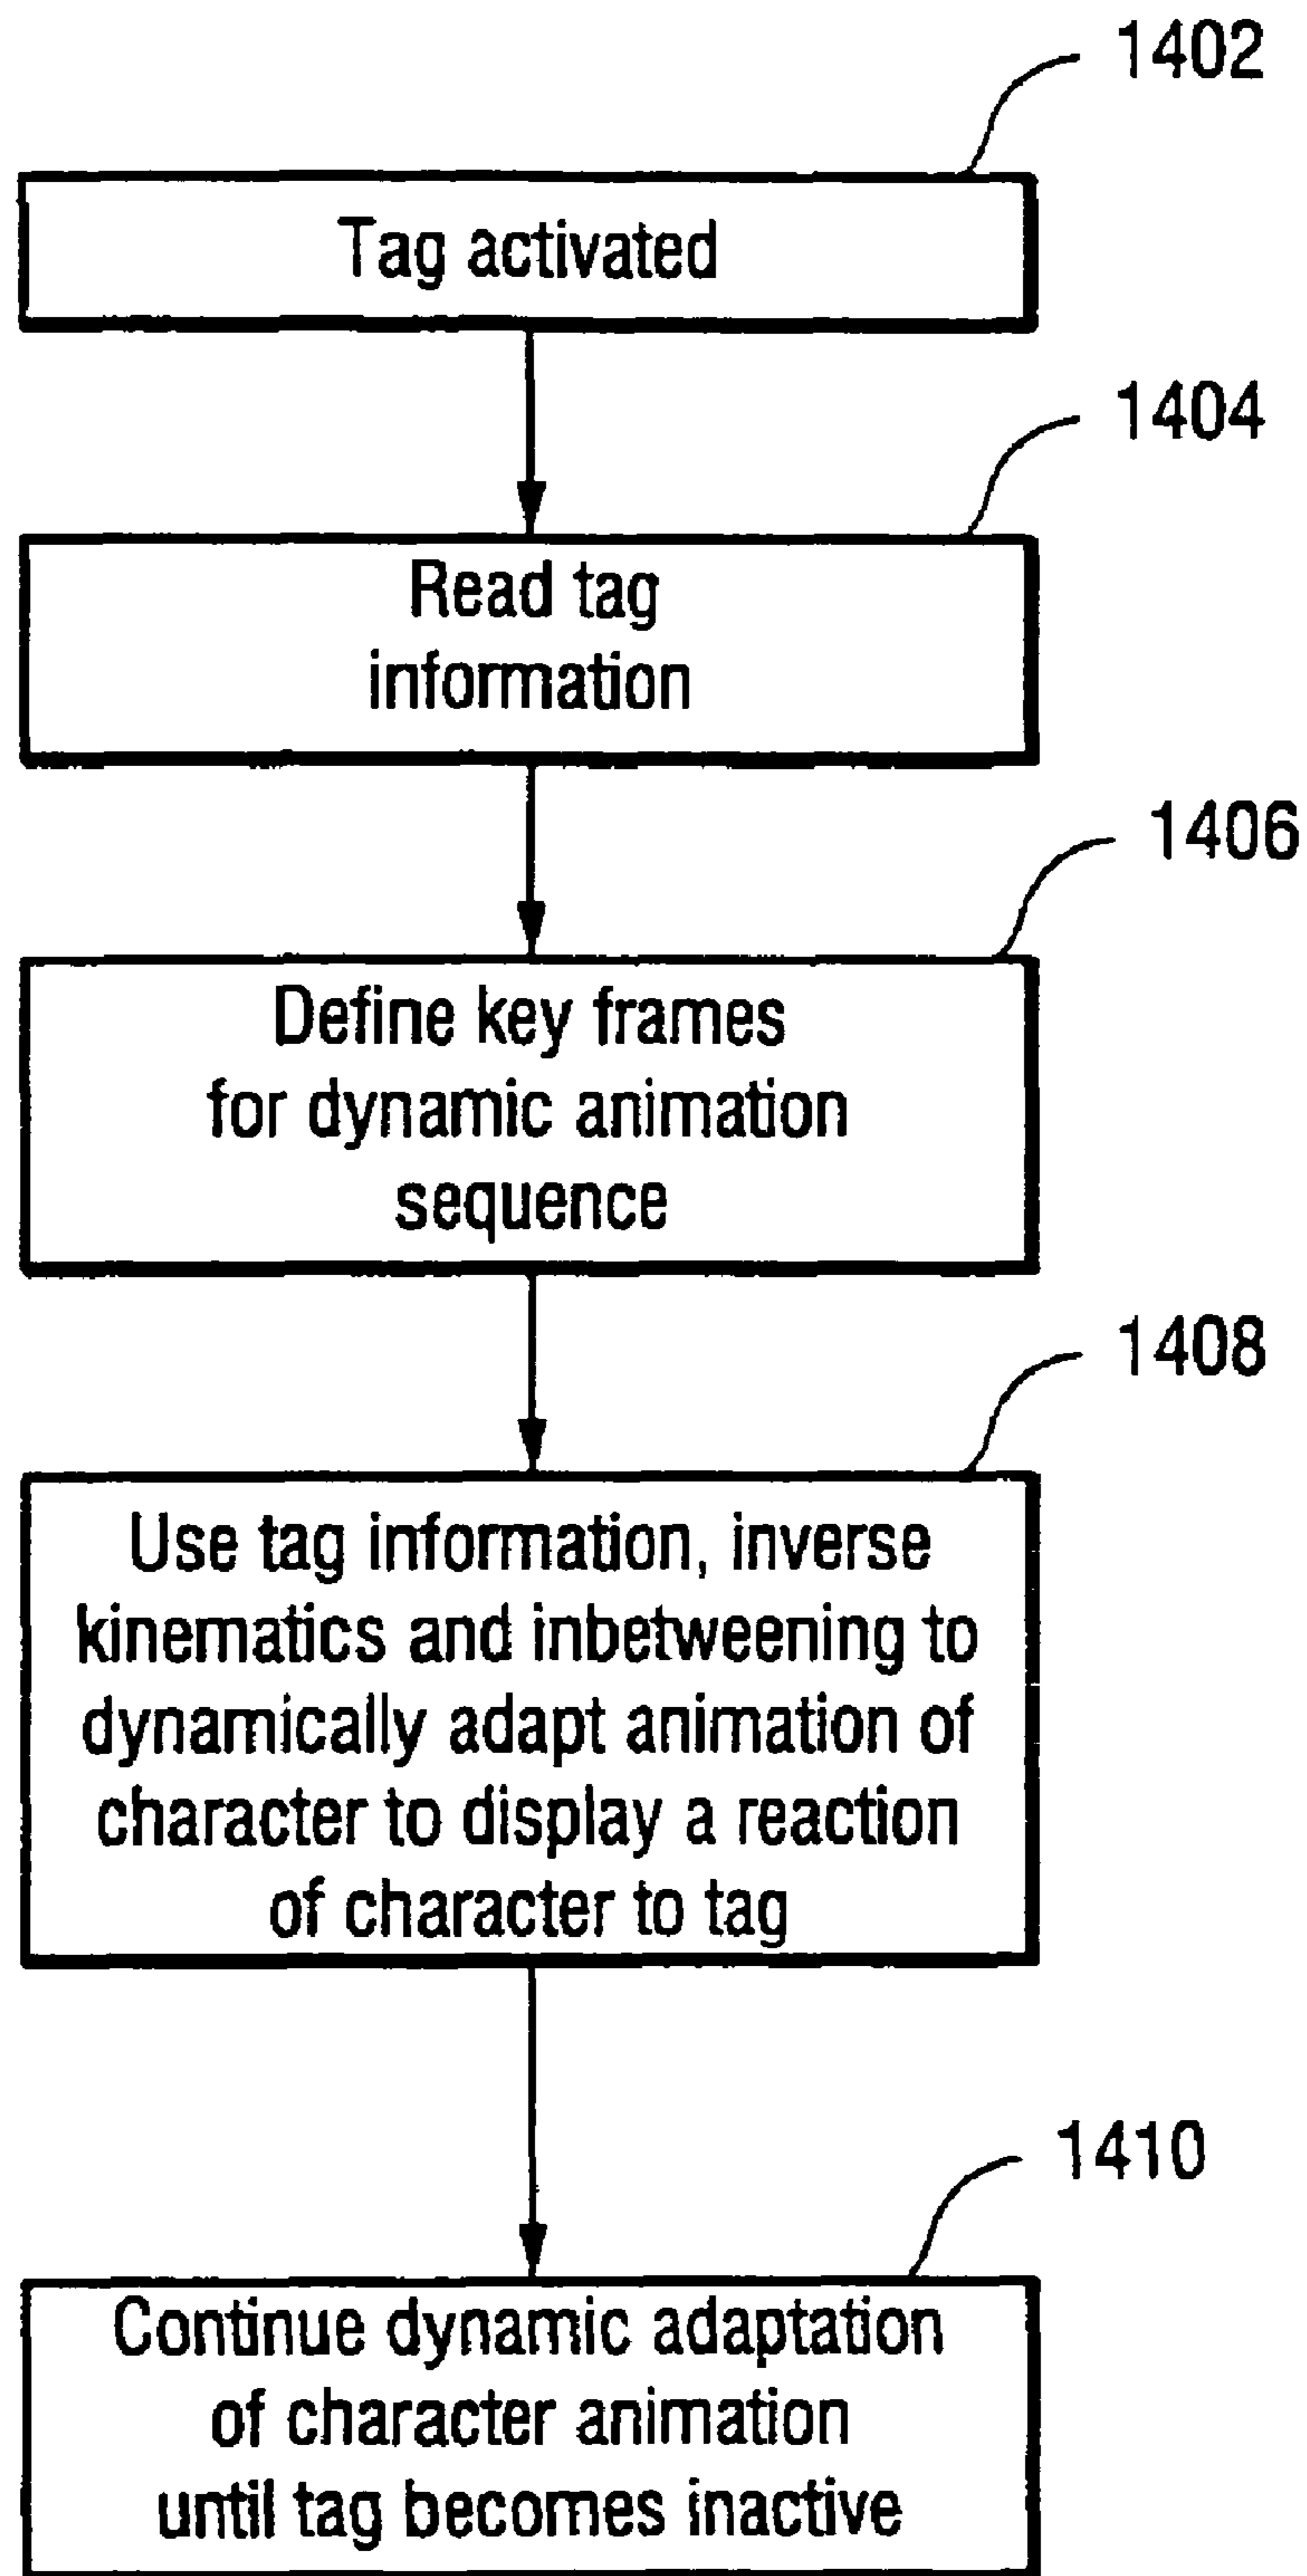 1402
Tag activated
1404
Read tag
information
1406
Define key frames
for dynamic animation
sequence
1408
Use tag information, inverse
kinematics and inbetweening to
dynamically adapt animation of
character to display a reaction
of character to tag
1410
Continue dynamic adaptation
of character animation
until tag becomes inactive